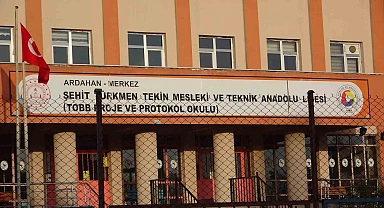 ARDAHAN - MERKEZ
ŞEHİT TÜRKMEN TEKİN MESLEKİ VE TEKNİK ANADOLU LİSESİ
(TOBB PROJE VE PROTOKOL OKULU)